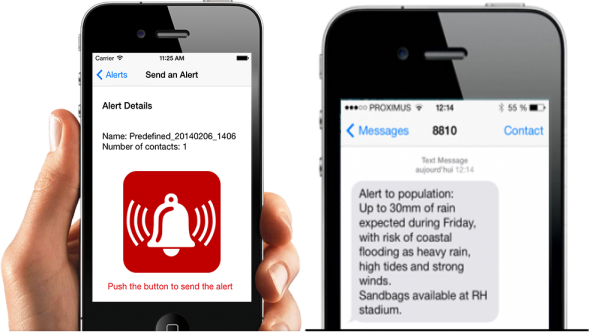 Carrier 11:25 AM
Alerts Send an Alert
Alert Details
Name: Predefined_20140206_1406
Number of contacts: 1
Push the button to send the alert
PROXIMUS 12:14 55 %
Messages 8810 Contact
Text Message
aujourd'hui 12:14
Alert to population:
Up to 30mm of rain
expected during Friday,
with risk of coastal
flooding as heavy rain,
high tides and strong
winds.
Sandbags available at RH
stadium.